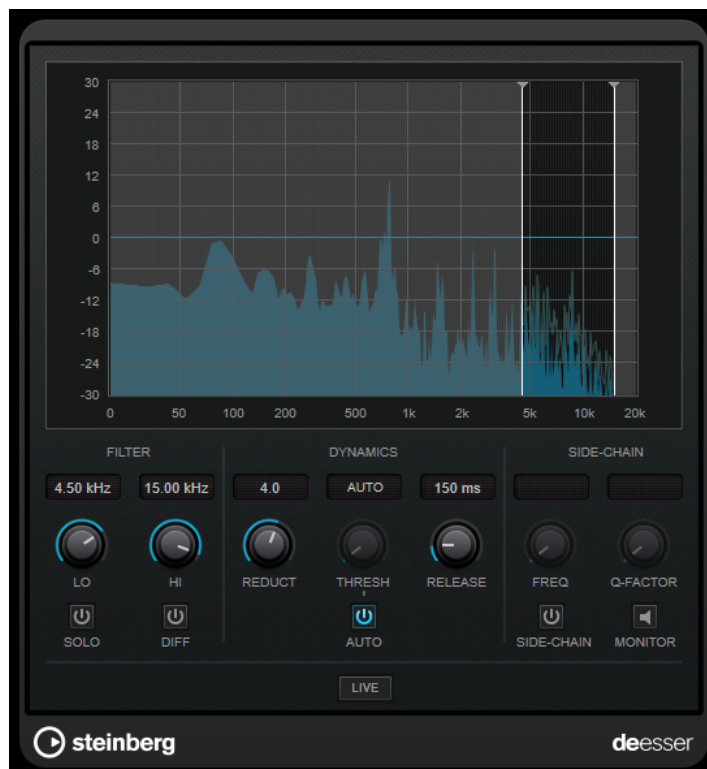 30
24
18
12
6
0
-6
-12
-18
-24
-30
0 50 100 200 500 1k 2k 5k 10k 20k
FILTER DYNAMICS SIDE-CHAIN
4.50 kHz 15.00 kHz 4.0 AUTO 150 ms
LO HI REDUCT THRESH RELEASE FREQ Q-FACTOR
SOLO DIFF AUTO SIDE-CHAIN MONITOR
LIVE
steinberg deesser